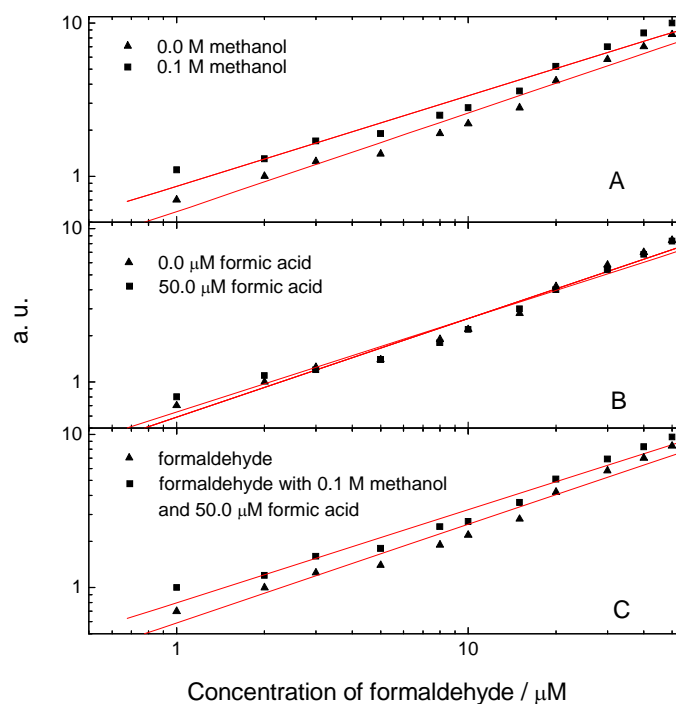 10
0.0 M methanol
0.1 M methanol
1
A
10
0.0 μM formic acid
50.0 μM formic acid
a. u.
1
B
10
formaldehyde
formaldehyde with 0.1 M methanol
and 50.0 μM formic acid
1
C
1
10
Concentration of formaldehyde / μM